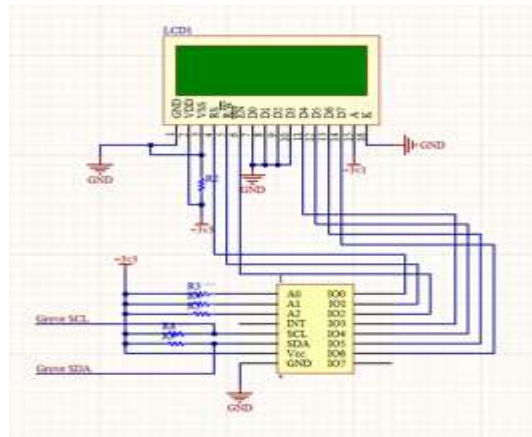 LCD1
GND VDD VSS RS R/W EN D0 D1 D2 D3 D4 D5 D6 D7 A K
GND
GND
GND
R2
~3v3
~3v3
~3v3
R3
A0 IO0
A1 IO1
A2 IO2
Grove SCL
INT IO3
SCL IO4
SDA IO5
Vcc IO6
GND IO7
Grove SDA
GND